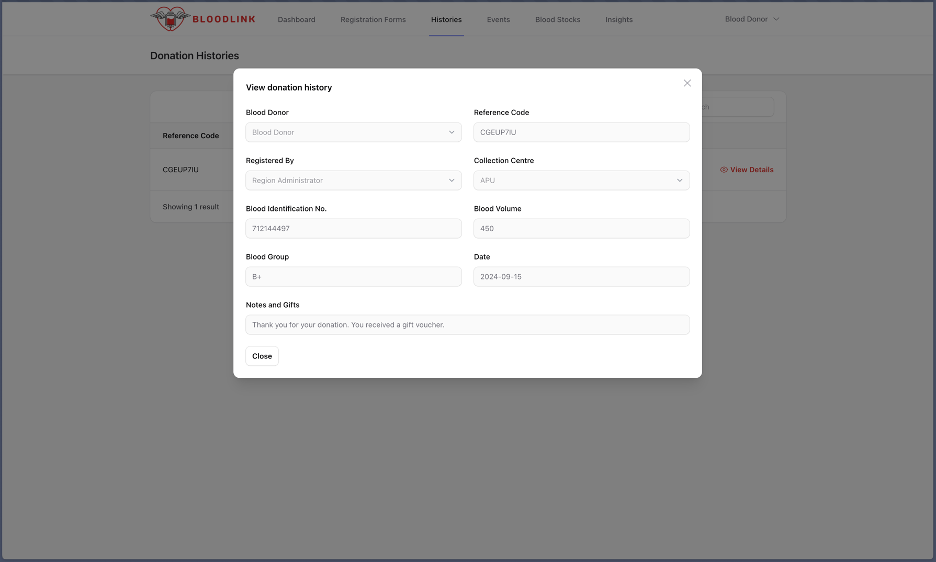 BLOODLINK Dashboard Registration Forms Histories Events Blood Stocks Insights Blood Donor
Donation Histories
View donation history
Blood Donor Reference Code
Blood Donor CGEUP7IU
Reference Code
Registered By Collection Centre
CGEUP7IU View Details
Region Administrator APU
Showing 1 result
Blood Identification No. Blood Volume
712144497 450
Blood Group Date
B+ 2024-09-15
Notes and Gifts
Thank you for your donation. You received a gift voucher.
Close